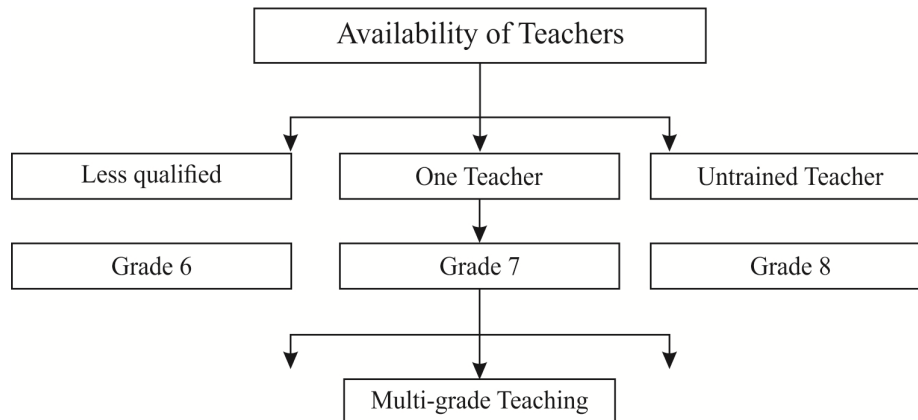 Availability of Teachers
Less qualified
One Teacher
Untrained Teacher
Grade 6
Grade 7
Grade 8
Multi-grade Teaching